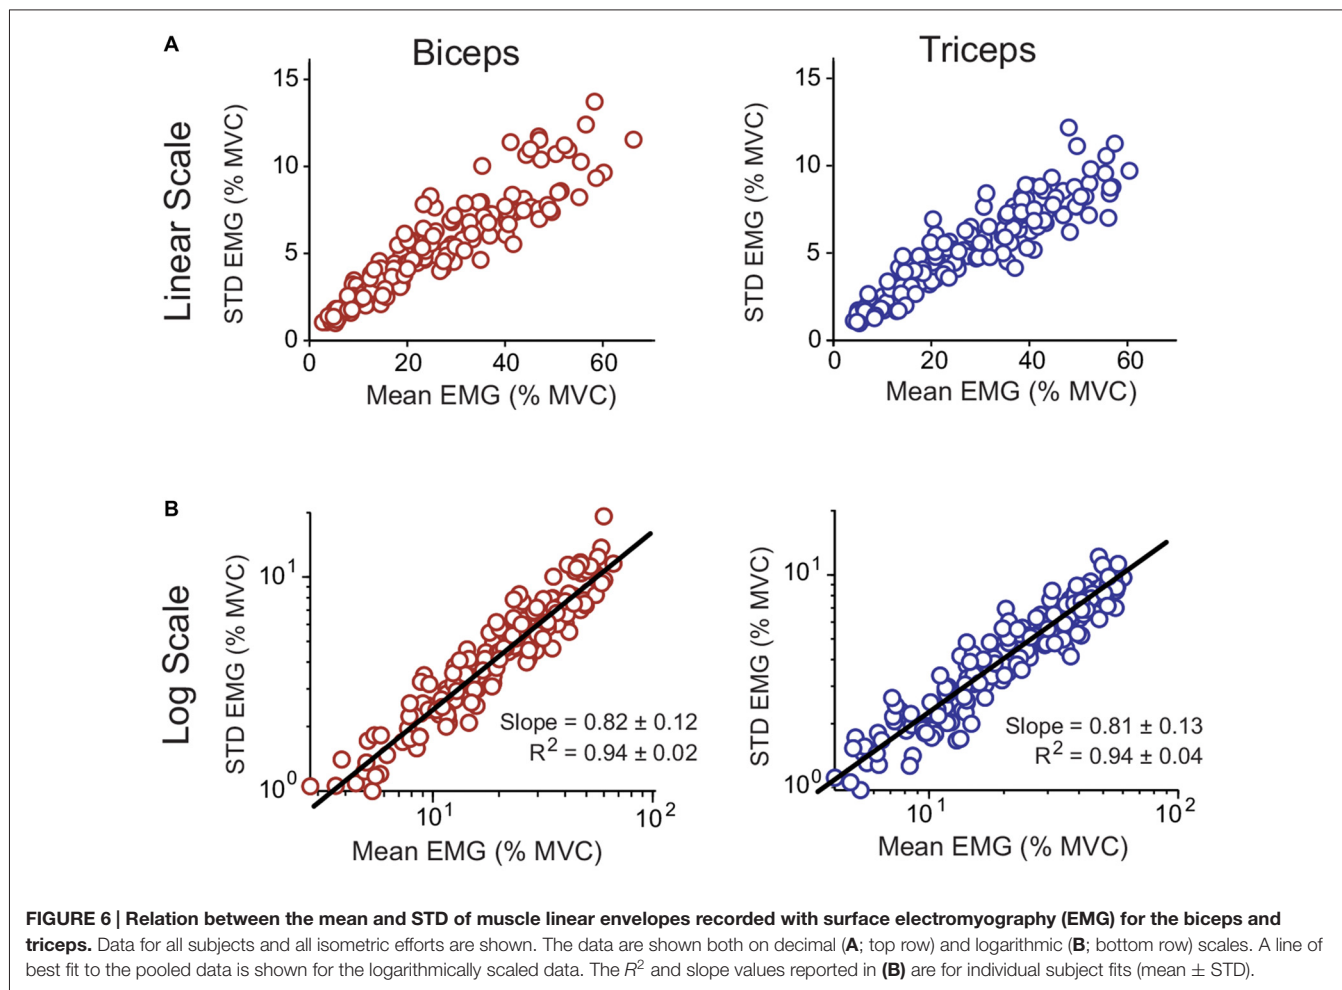 A
Biceps
Triceps
Linear Scale
STD EMG (% MVC)
15
10
5
0
0 20 40 60
Mean EMG (% MVC)
STD EMG (% MVC)
15
10
5
0
0 20 40 60
Mean EMG (% MVC)
B
Log Scale
STD EMG (% MVC)
10¹
10⁰
Slope = 0.82 ± 0.12
R² = 0.94 ± 0.02
10¹ 10²
Mean EMG (% MVC)
STD EMG (% MVC)
10¹
10⁰
Slope = 0.81 ± 0.13
R² = 0.94 ± 0.04
10¹ 10²
Mean EMG (% MVC)
FIGURE 6 | Relation between the mean and STD of muscle linear envelopes recorded with surface electromyography (EMG) for the biceps and
triceps. Data for all subjects and all isometric efforts are shown. The data are shown both on decimal (A; top row) and logarithmic (B; bottom row) scales. A line of
best fit to the pooled data is shown for the logarithmically scaled data. The R² and slope values reported in (B) are for individual subject fits (mean ± STD).